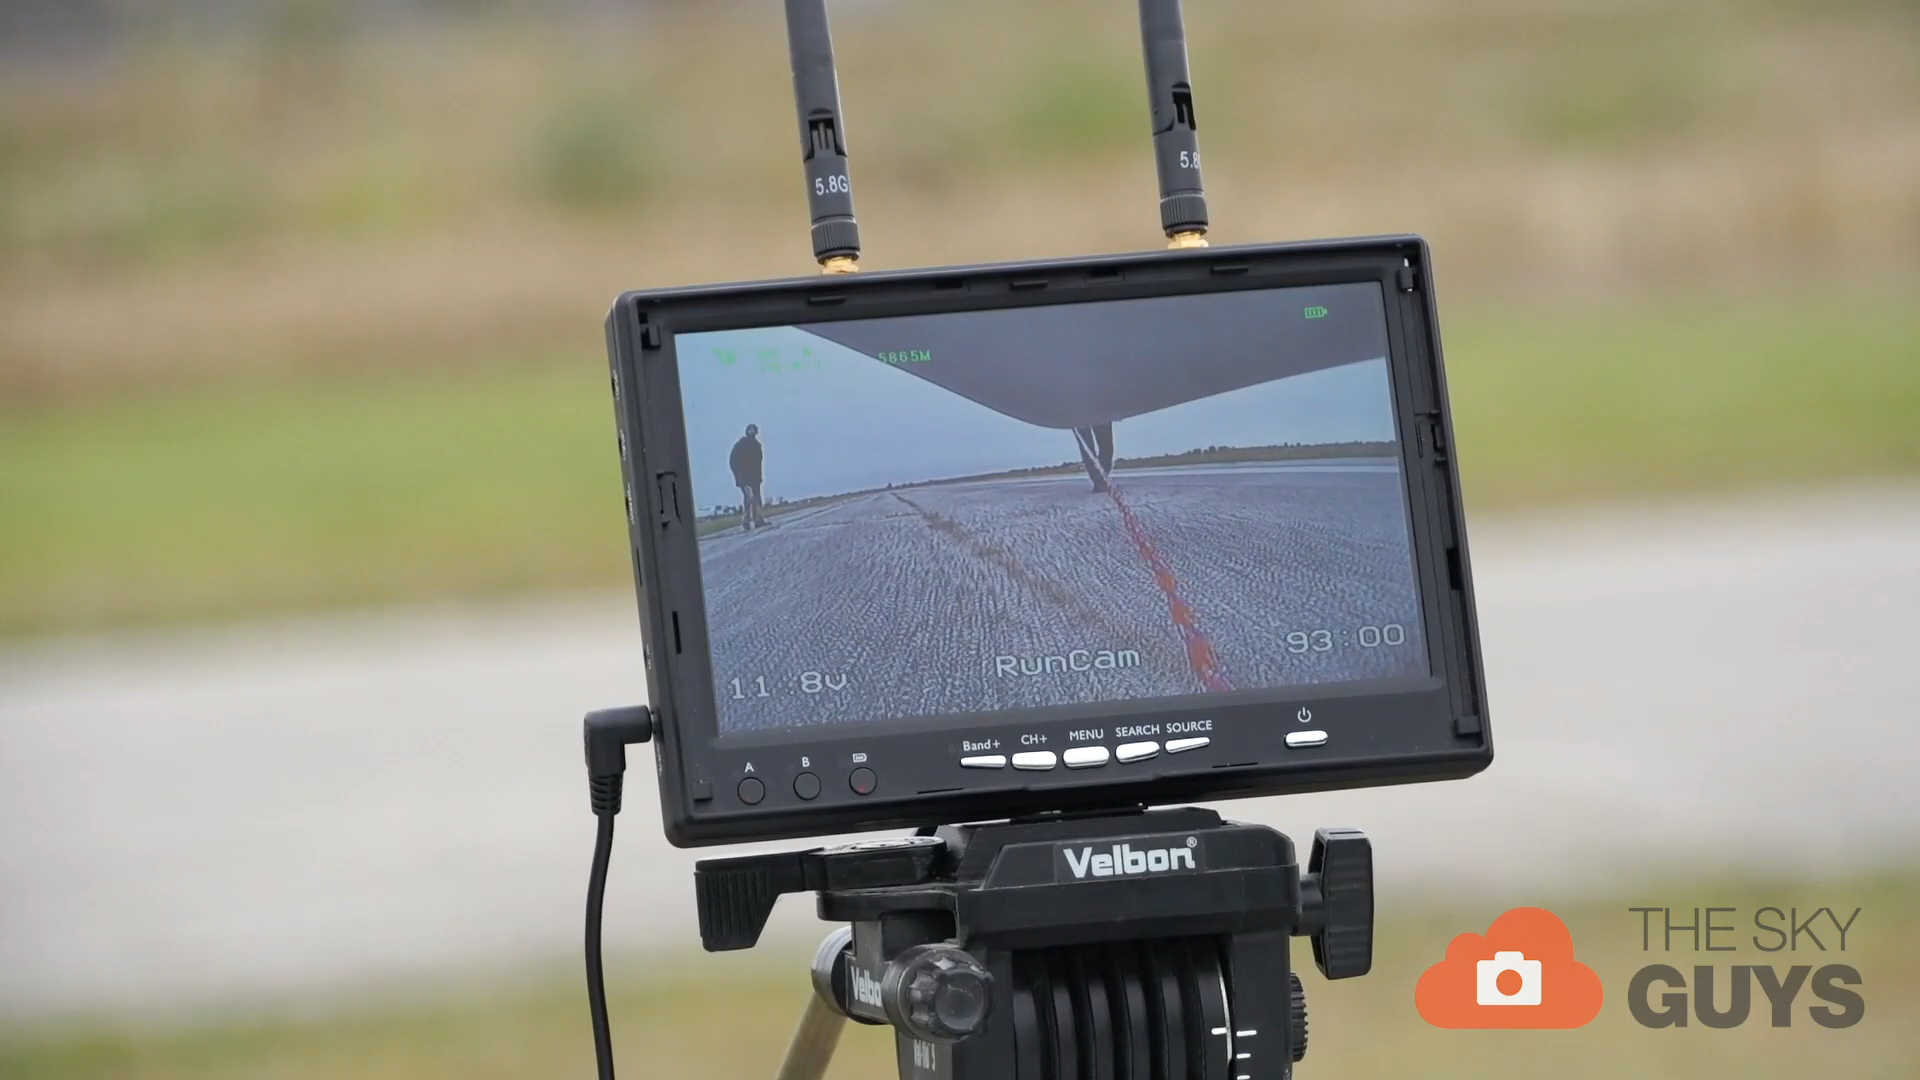 5.8G
5.8
5865M
11.8v
RunCam
93:00
A
B
Band+
CH+
MENU
SEARCH
SOURCE
Velbon®
Velbo
THE SKY
GUYS